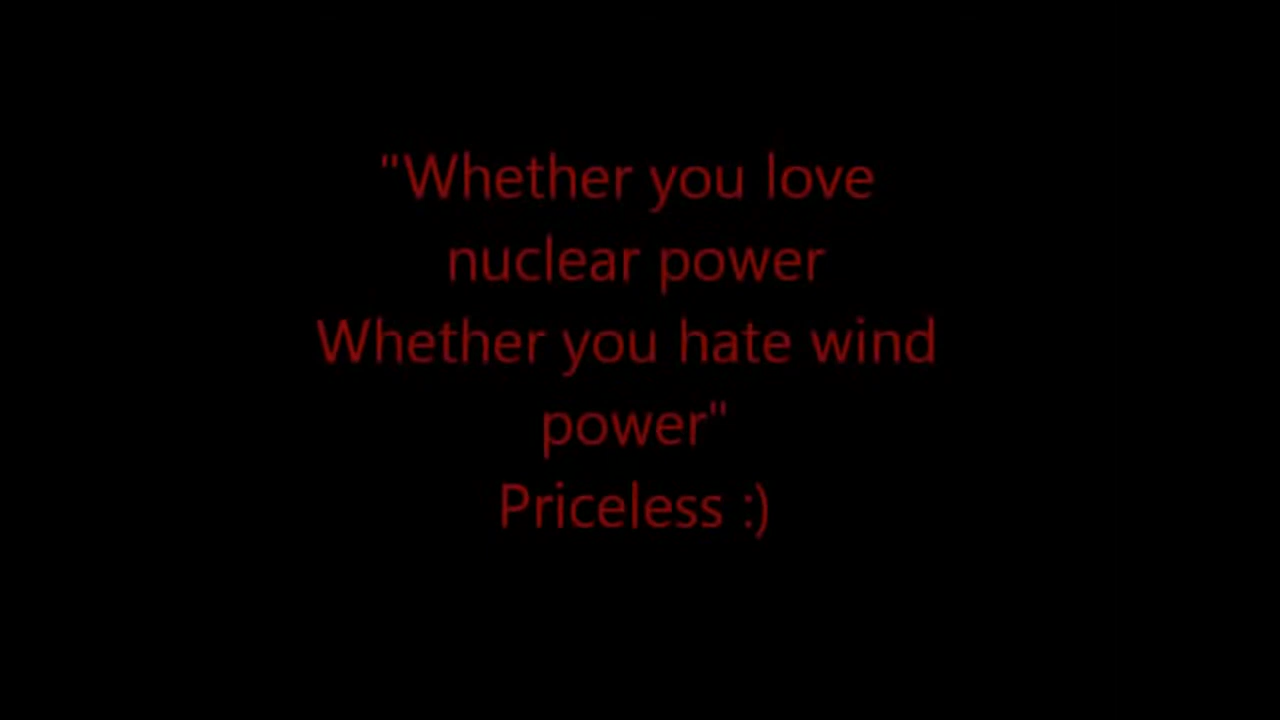 "Whether you love
nuclear power
Whether you hate wind
power"
Priceless :)